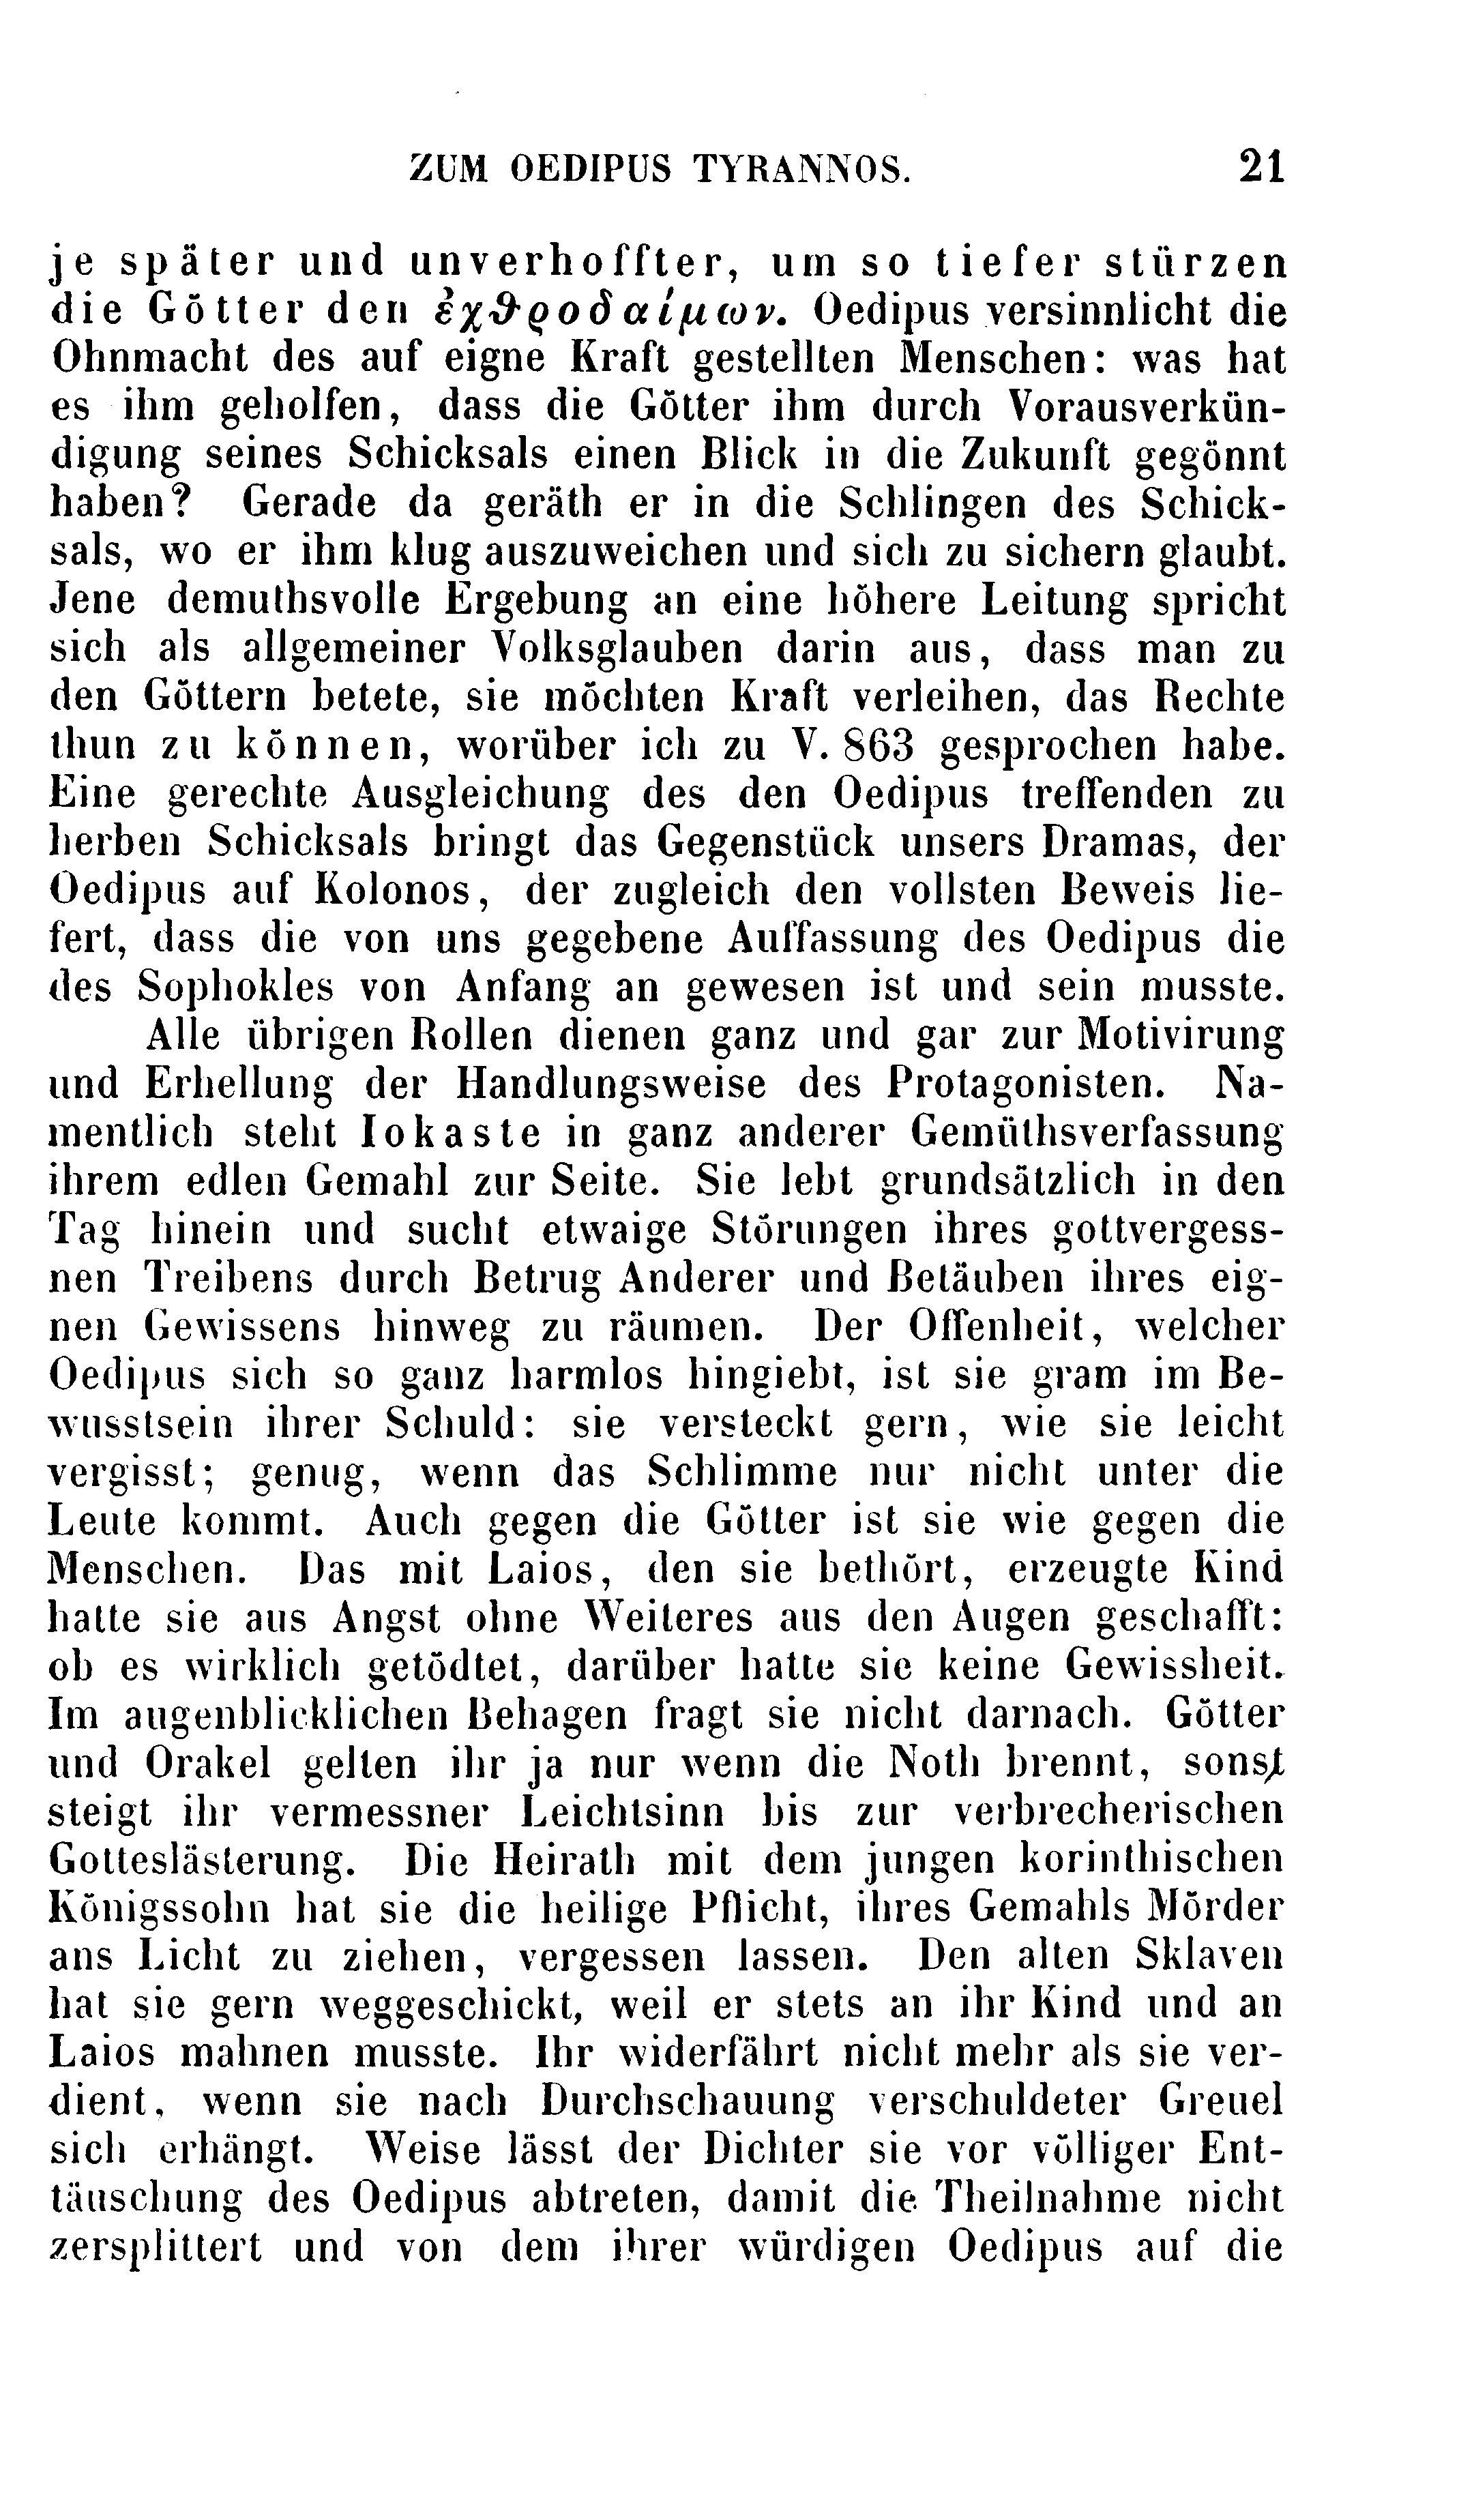 ZUM OEDIPUS TYRANNOS. 21
je später und unverhoffter, um so tiefer stürzen
die Götter den ἐχϑροδαίμων. Oedipus versinnlicht die
Ohnmacht des auf eigne Kraft gestellten Menschen: was hat
es ihm geholfen, dass die Götter ihm durch Vorausverkün-
digung seines Schicksals einen Blick in die Zukunft gegönnt
haben? Gerade da geräth er in die Schlingen des Schick-
sals, wo er ihm klug auszuweichen und sich zu sichern glaubt.
Jene demuthsvolle Ergebung an eine höhere Leitung spricht
sich als allgemeiner Volksglauben darin aus, dass man zu
den Göttern betete, sie möchten Kraft verleihen, das Rechte
thun zu können, worüber ich zu V. 863 gesprochen habe.
Eine gerechte Ausgleichung des den Oedipus treffenden zu
herben Schicksals bringt das Gegenstück unsers Dramas, der
Oedipus auf Kolonos, der zugleich den vollsten Beweis lie-
fert, dass die von uns gegebene Auffassung des Oedipus die
des Sophokles von Anfang an gewesen ist und sein musste.
Alle übrigen Rollen dienen ganz und gar zur Motivirung
und Erhellung der Handlungsweise des Protagonisten. Na-
mentlich steht Iokaste in ganz anderer Gemüthsverfassung
ihrem edlen Gemahl zur Seite. Sie lebt grundsätzlich in den
Tag hinein und sucht etwaige Störungen ihres gottvergess-
nen Treibens durch Betrug Anderer und Betäuben ihres eig-
nen Gewissens hinweg zu räumen. Der Offenheit, welcher
Oedipus sich so ganz harmlos hingiebt, ist sie gram im Be-
wusstsein ihrer Schuld: sie versteckt gern, wie sie leicht
vergisst; genug, wenn das Schlimme nur nicht unter die
Leute kommt. Auch gegen die Götter ist sie wie gegen die
Menschen. Das mit Laios, den sie bethört, erzeugte Kind
hatte sie aus Angst ohne Weiteres aus den Augen geschafft:
ob es wirklich getödtet, darüber hatte sie keine Gewissheit.
Im augenblicklichen Behagen fragt sie nicht darnach. Götter
und Orakel gelten ihr ja nur wenn die Noth brennt, sonst
steigt ihr vermessner Leichtsinn bis zur verbrecherischen
Gotteslästerung. Die Heirath mit dem jungen korinthischen
Königssohn hat sie die heilige Pflicht, ihres Gemahls Mörder
ans Licht zu ziehen, vergessen lassen. Den alten Sklaven
hat sie gern weggeschickt, weil er stets an ihr Kind und an
Laios mahnen musste. Ihr widerfährt nicht mehr als sie ver-
dient, wenn sie nach Durchschauung verschuldeter Greuel
sich erhängt. Weise lässt der Dichter sie vor völliger Ent-
täuschung des Oedipus abtreten, damit die Theilnahme nicht
zersplittert und von dem ihrer würdigen Oedipus auf die